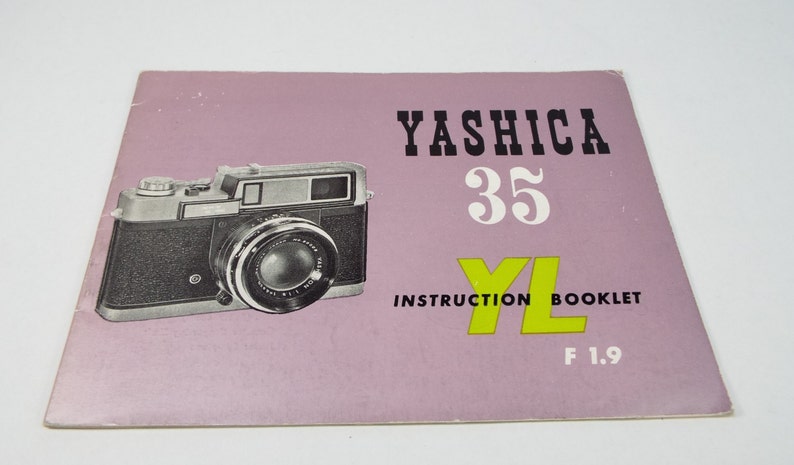 YASHICA
35
YL
INSTRUCTION BOOKLET
F 1.9